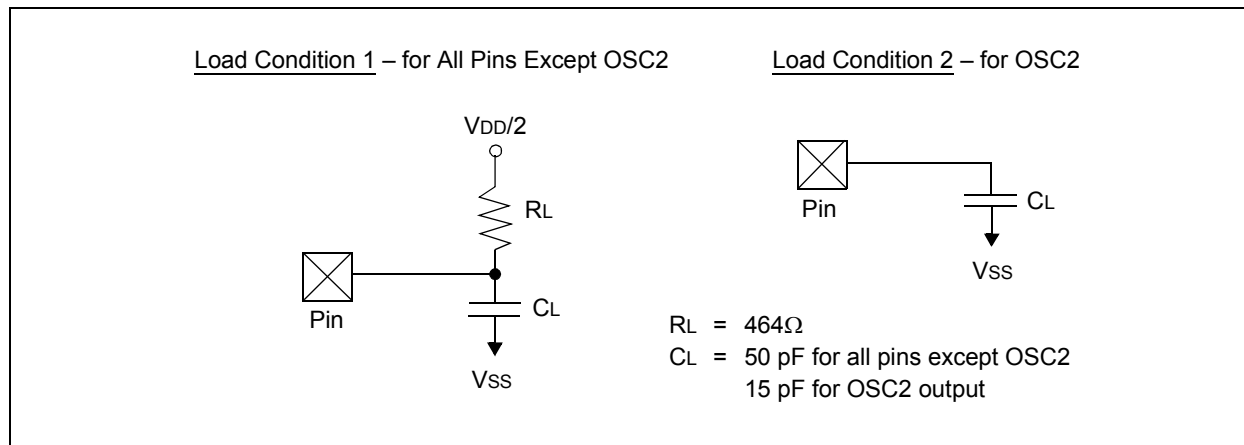 Load Condition 1 – for All Pins Except OSC2
VDD/2
RL
Pin
CL
VSS
Load Condition 2 – for OSC2
Pin
CL
VSS
RL = 464Ω
CL = 50 pF for all pins except OSC2
15 pF for OSC2 output